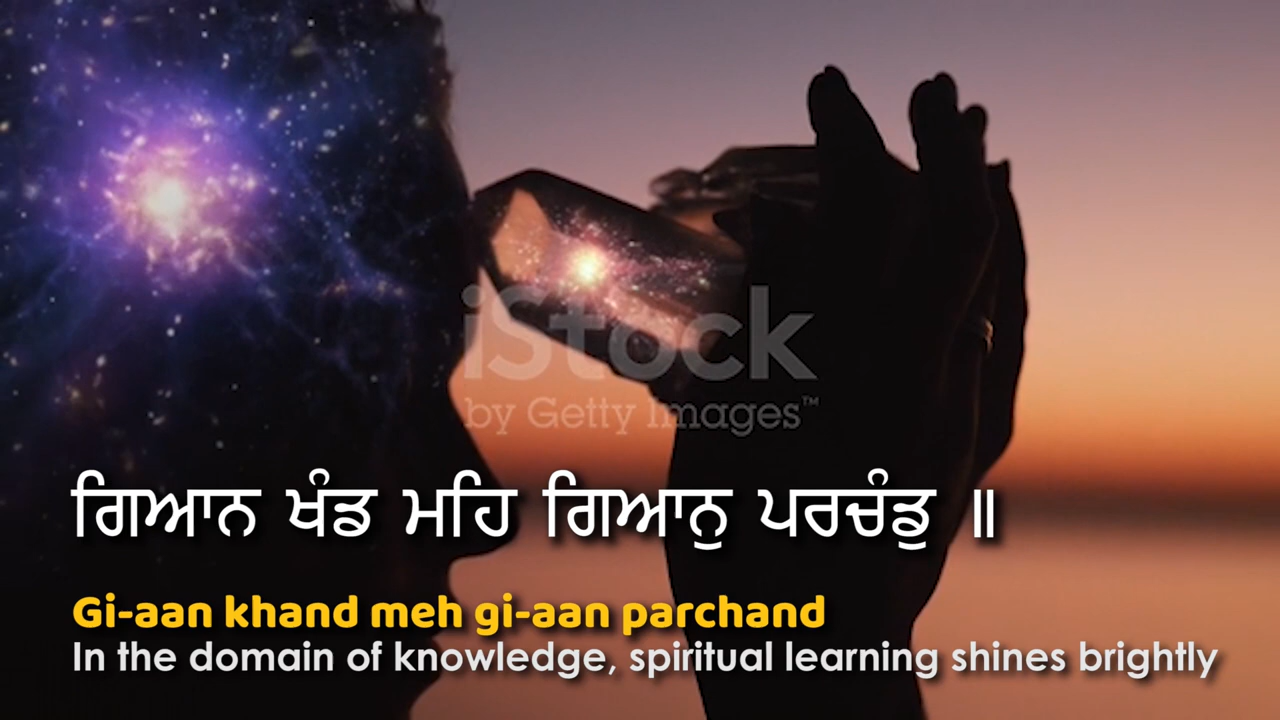 iStock
by Getty Images™
ਗਿਆਨ ਖੰਡ ਮਹਿ ਗਿਆਨੁ ਪਰਚੰਡੁ ॥
Gi-aan khand meh gi-aan parchand
In the domain of knowledge, spiritual learning shines brightly